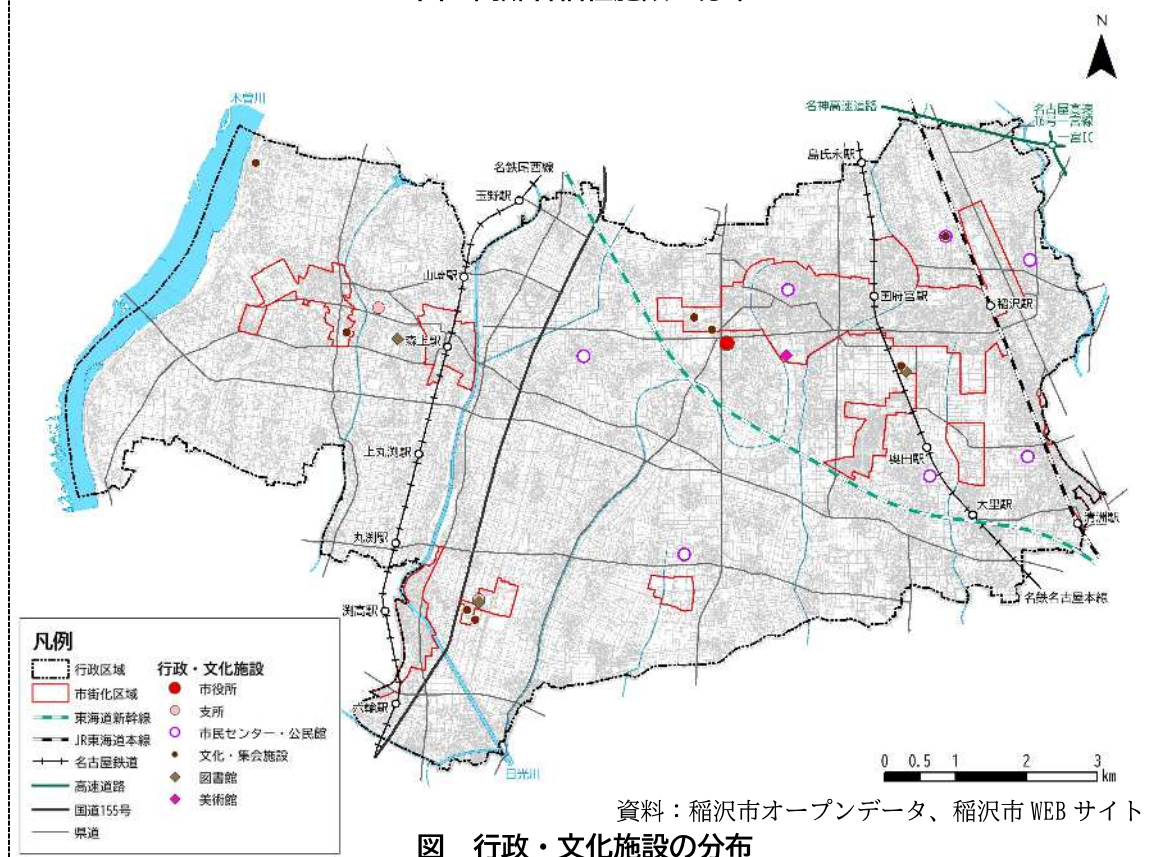 N
木曽川
名神高速道路
名古屋高速
16号一宮線
一宮IC
島氏永駅
名鉄尾西線
玉野駅
山崎駅
国府宮駅
稲沢駅
森上駅
上丸渕駅
奥田駅
大里駅
清洲駅
丸渕駅
渕高駅
名鉄名古屋本線
六輪駅
日光川
凡例
行政区域
市街化区域
東海道新幹線
JR東海道本線
名古屋鉄道
高速道路
国道155号
県道
行政・文化施設
市役所
支所
市民センター・公民館
文化・集会施設
図書館
美術館
0 0.5 1 2 3
km
資料：稲沢市オープンデータ、稲沢市 WEB サイト
図 行政・文化施設の分布